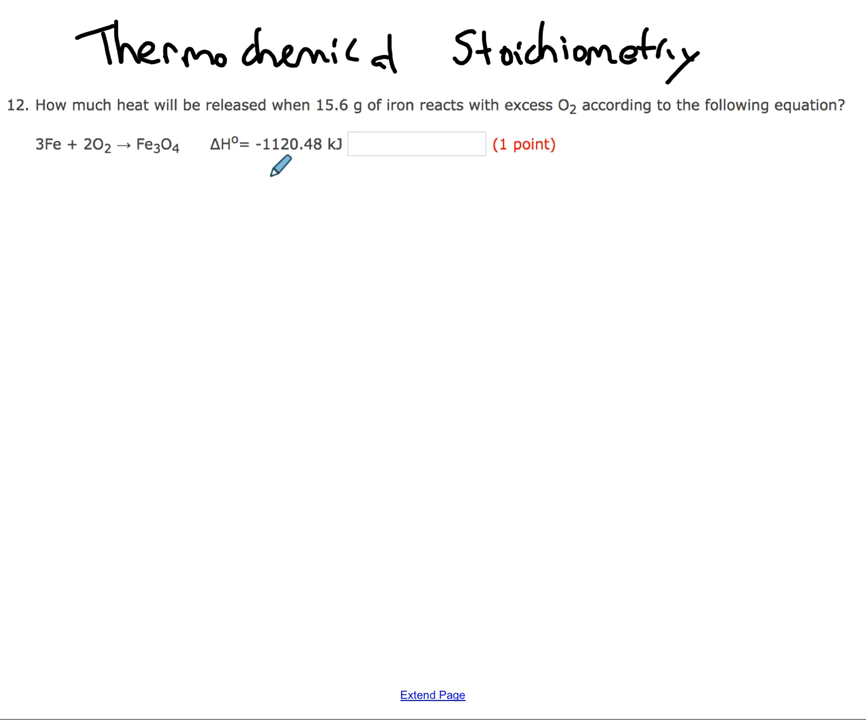 Thermochemical Stoichiometry
12. How much heat will be released when 15.6 g of iron reacts with excess O₂ according to the following equation?
3Fe + 2O₂ → Fe₃O₄ ΔHº= -1120.48 kJ (1 point)
Extend Page